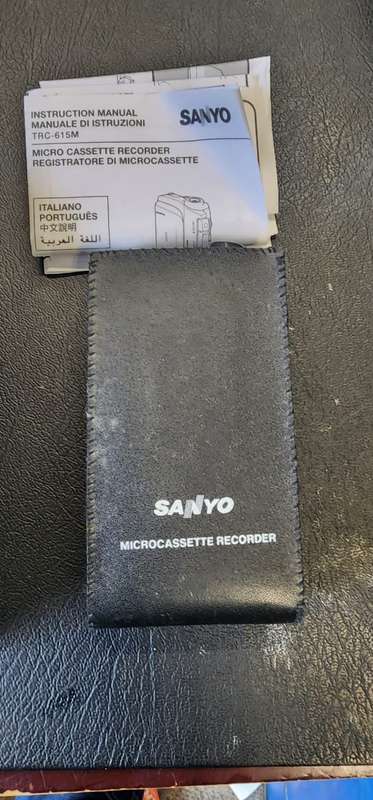 INSTRUCTION MANUAL
MANUALE DI ISTRUZIONI
TRC-615M
SANYO
MICRO CASSETTE RECORDER
REGISTRATORE DI MICROCASSETTE
ITALIANO
PORTUGUÊS
中文說明
اللغة العربية
SANYO
MICROCASSETTE RECORDER